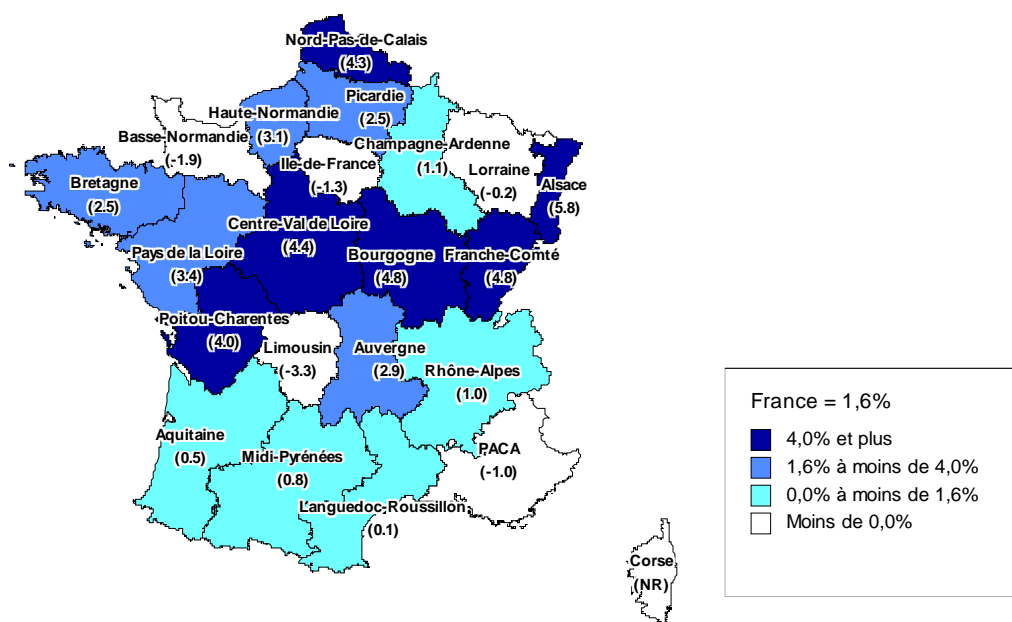 Nord-Pas-de-Calais
(4.3)
Picardie
(2.5)
Haute-Normandie
(3.1)
Basse-Normandie
(-1.9)
Champagne-Ardenne
(1.1)
Ile-de-France
(-1.3)
Lorraine
(-0.2)
Alsace
(5.8)
Bretagne
(2.5)
Centre-Val de Loire
(4.4)
Pays de la Loire
(3.4)
Bourgogne
(4.8)
Franche-Comté
(4.8)
Poitou-Charentes
(4.0)
Limousin
(-3.3)
Auvergne
(2.9)
Rhône-Alpes
(1.0)
Aquitaine
(0.5)
Midi-Pyrénées
(0.8)
PACA
(-1.0)
Languedoc-Roussillon
(0.1)
Corse
(NR)
France = 1,6%
4,0% et plus
1,6% à moins de 4,0%
0,0% à moins de 1,6%
Moins de 0,0%